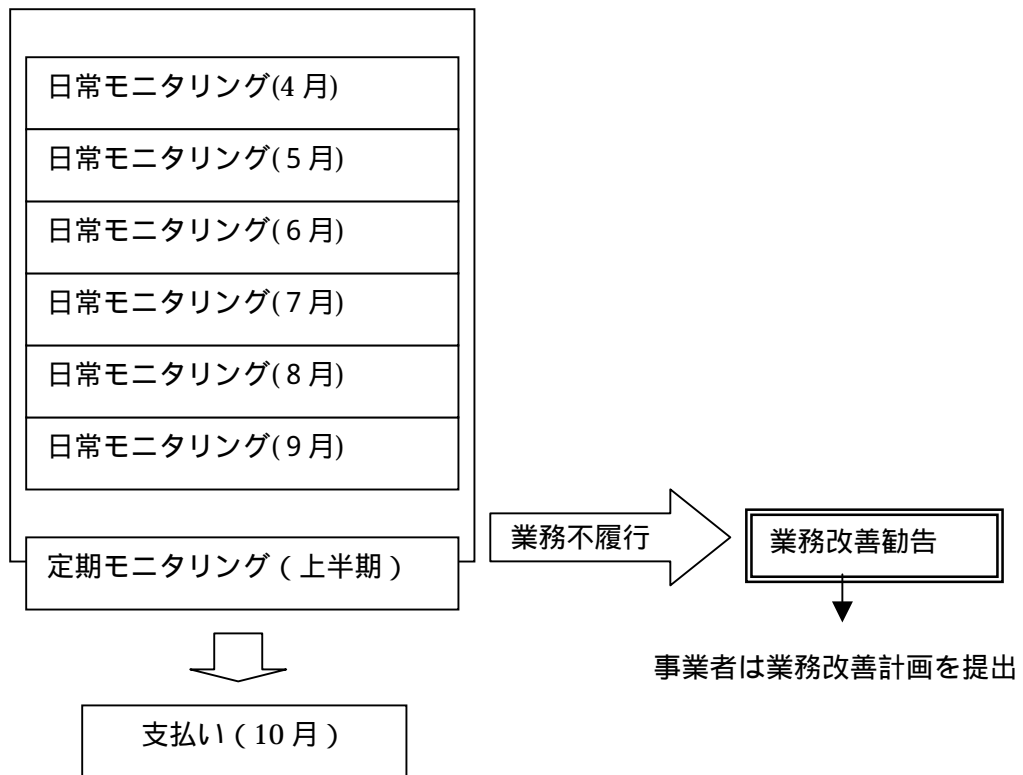 日常モニタリング(4 月)
日常モニタリング(5 月)
日常モニタリング(6 月)
日常モニタリング(7 月)
日常モニタリング(8 月)
日常モニタリング(9 月)
業務不履行
業務改善勧告
定期モニタリング（上半期）
事業者は業務改善計画を提出
支払い（10 月）